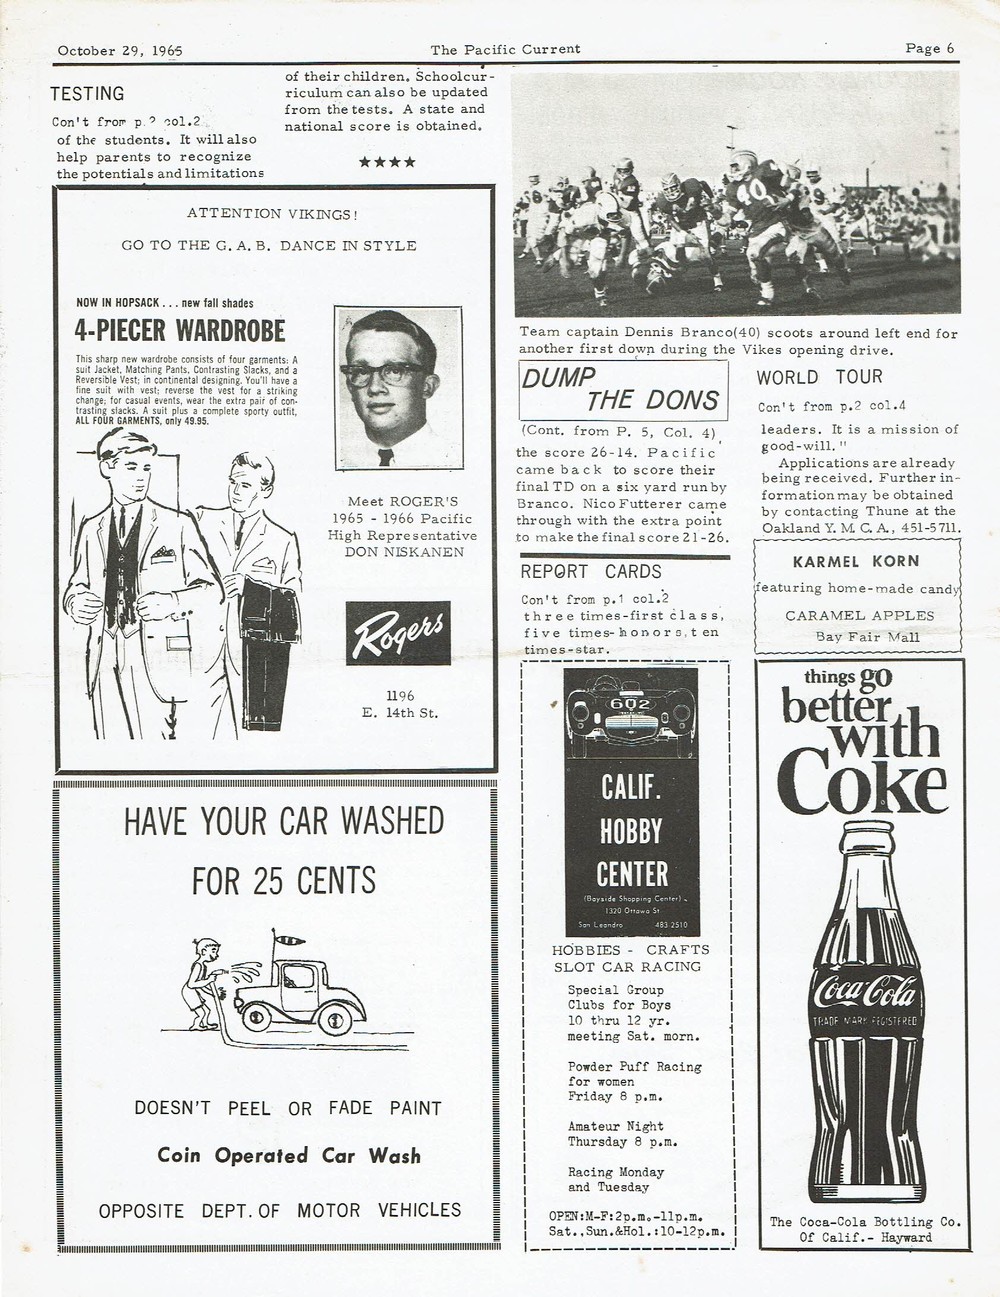 October 29, 1965
The Pacific Current
Page 6
TESTING
Con't from p.2 col.2
of the students. It will also
help parents to recognize
the potentials and limitations
of their children. Schoolcur-
riculum can also be updated
from the tests. A state and
national score is obtained.
★★★★
ATTENTION VIKINGS!
GO TO THE G. A. B. DANCE IN STYLE
NOW IN HOPSACK . . . new fall shades
4-PIECER WARDROBE
This sharp new wardrobe consists of four garments: A
suit Jacket, Matching Pants, Contrasting Slacks, and a
Reversible Vest; in continental designing. You'll have a
fine suit with vest; reverse the vest for a striking
change; for casual events, wear the extra pair of con-
trasting slacks. A suit plus a complete sporty outfit,
ALL FOUR GARMENTS, only 49.95.
Meet ROGER'S
1965 - 1966 Pacific
High Representative
DON NISKANEN
Rogers
1196
E. 14th St.
HAVE YOUR CAR WASHED
FOR 25 CENTS
DOESN'T PEEL OR FADE PAINT
Coin Operated Car Wash
OPPOSITE DEPT. OF MOTOR VEHICLES
40
Team captain Dennis Branco(40) scoots around left end for
another first down during the Vikes opening drive.
DUMP
THE DONS
(Cont. from P. 5, Col. 4)
the score 26-14. Pacific
came back to score their
final TD on a six yard run by
Branco. Nico Futterer came
through with the extra point
to make the final score 21-26.
REPORT CARDS
Con't from p.1 col.2
three times-first class,
five times-honors, ten
times-star.
602
CALIF.
HOBBY
CENTER
(Bayside Shopping Center)
1320 Ottawa St
San Leandro 483 2510
HOBBIES - CRAFTS
SLOT CAR RACING
Special Group
Clubs for Boys
10 thru 12 yr.
meeting Sat. morn.
Powder Puff Racing
for women
Friday 8 p.m.
Amateur Night
Thursday 8 p.m.
Racing Monday
and Tuesday
OPEN:M-F:2p.m.-11p.m.
Sat.,Sun.&Hol.:10-12p.m.
WORLD TOUR
Con't from p.2 col.4
leaders. It is a mission of
good-will."
Applications are already
being received. Further in-
formation may be obtained
by contacting Thune at the
Oakland Y. M. C. A., 451-5711.
KARMEL KORN
featuring home-made candy
CARAMEL APPLES
Bay Fair Mall
things go
better
with
Coke
Coca-Cola
TRADE MARK REGISTERED
The Coca-Cola Bottling Co.
Of Calif.- Hayward